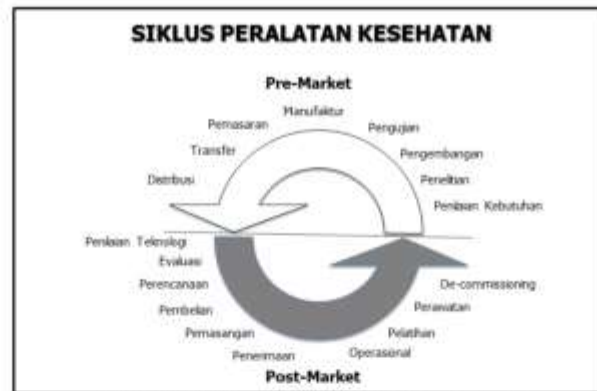 SIKLUS PERALATAN KESEHATAN
Pre-Market
Manufaktur
Pemasaran
Pengujian
Transfer
Pengembangan
Distribusi
Penelitian
Penilaian Kebutuhan
Penilaian Teknologi
Evaluasi
Perencanaan
Pembelian
Pemasangan
Penerimaan
Operasional
Pelatihan
Perawatan
De-commissioning
Post-Market